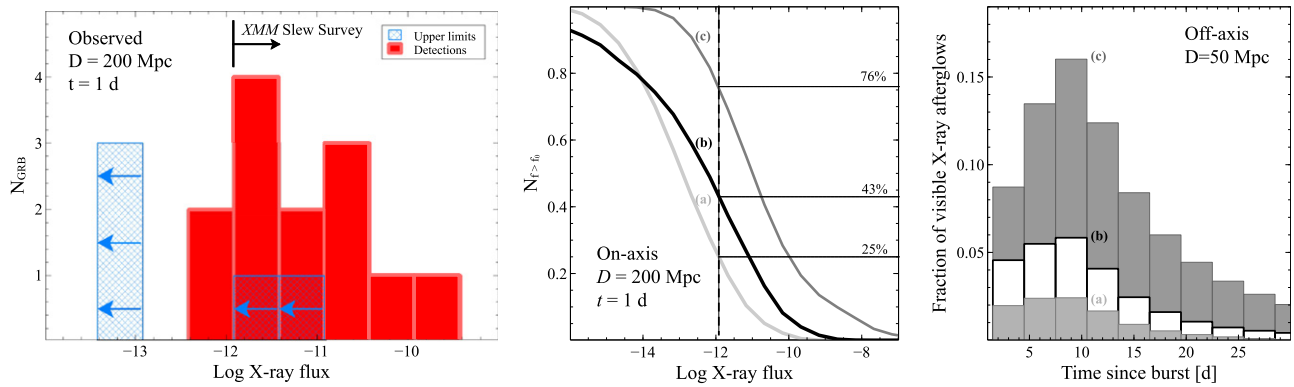 Observed
D = 200 Mpc
t = 1 d
XMM Slew Survey
Upper limits
Detections
N_GRB
4
3
2
1
−13
−12
−11
−10
Log X-ray flux
0.8
0.6
0.4
0.2
N_f > f₀
(c)
(b)
(a)
76%
43%
25%
On-axis
D = 200 Mpc
t = 1 d
−14
−12
−10
−8
Log X-ray flux
Fraction of visible X-ray afterglows
0.15
0.10
0.05
Off-axis
D=50 Mpc
(c)
(b)
(a)
5
10
15
20
25
Time since burst [d]